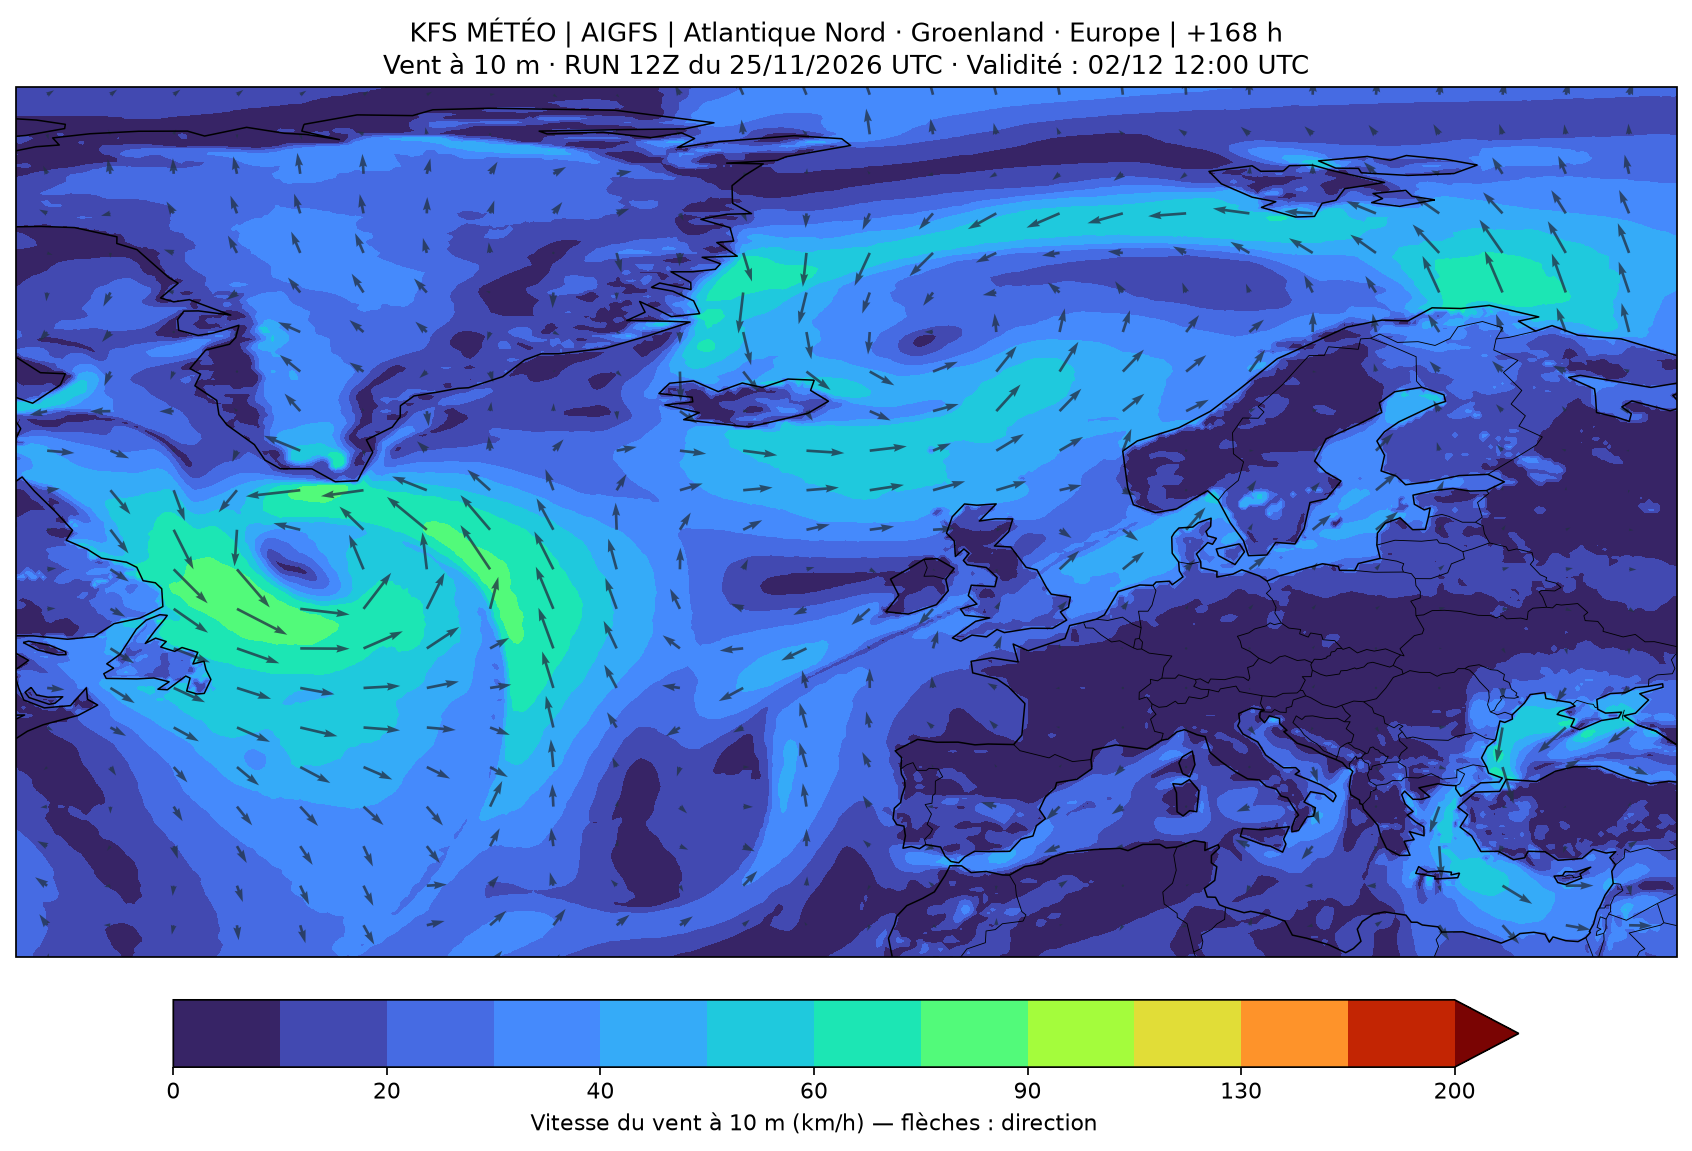 KFS MÉTÉO | AIGFS | Atlantique Nord · Groenland · Europe | +168 h
Vent à 10 m · RUN 12Z du 25/11/2026 UTC · Validité : 02/12 12:00 UTC
0 20 40 60 90 130 200
Vitesse du vent à 10 m (km/h) — flèches : direction